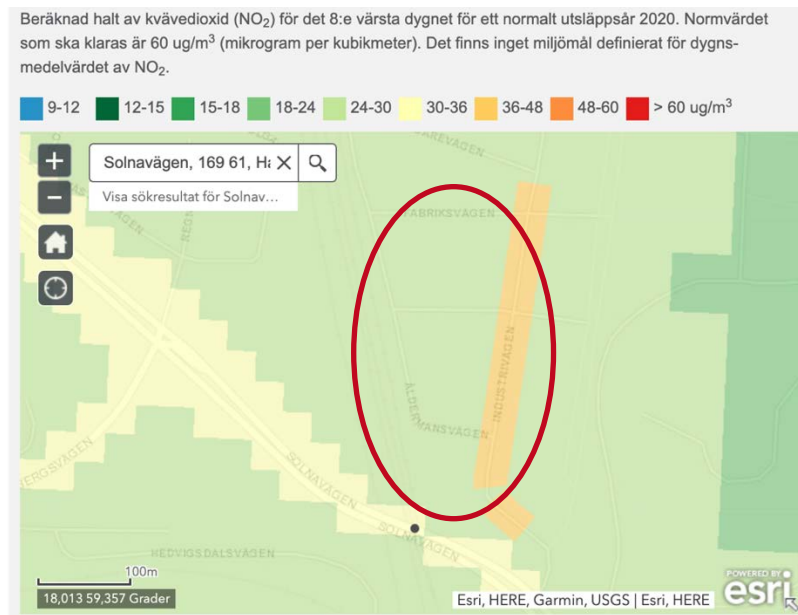 Beräknad halt av kvävedioxid (NO₂) för det 8:e värsta dygnet för ett normalt utsläppsår 2020. Normvärdet
som ska klaras är 60 ug/m³ (mikrogram per kubikmeter). Det finns inget miljömål definierat för dygns-
medelvärdet av NO₂.
9-12 12-15 15-18 18-24 24-30 30-36 36-48 48-60 > 60 ug/m³
+
Solnavägen, 169 61, Ha
Visa sökresultat for Solnav…
−
FABRIKSVÄGEN
INDUSTRIVÄGEN
ÅLDERMANSVÄGEN
SOLNAVÄGEN
SOLNAVÄGEN
HEDVIGSDALSVÄGEN
100m
18,013 59,357 Grader
Esri, HERE, Garmin, USGS | Esri, HERE
POWERED BY
esri